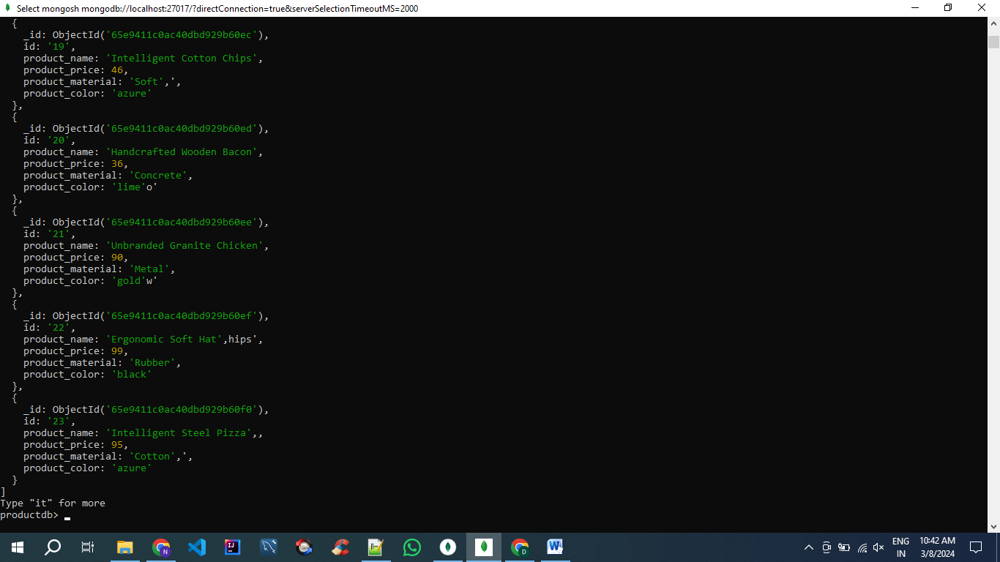 Select mongosh mongodb://localhost:27017/?directConnection=true&serverSelectionTimeoutMS=2000
{
_id: ObjectId('65e9411c0ac40dbd929b60ec'),
id: '19',
product_name: 'Intelligent Cotton Chips',
product_price: 46,
product_material: 'Soft',',
product_color: 'azure'
},
{
_id: ObjectId('65e9411c0ac40dbd929b60ed'),
id: '20',
product_name: 'Handcrafted Wooden Bacon',
product_price: 36,
product_material: 'Concrete',
product_color: 'lime'o'
},
{
_id: ObjectId('65e9411c0ac40dbd929b60ee'),
id: '21',
product_name: 'Unbranded Granite Chicken',
product_price: 90,
product_material: 'Metal',
product_color: 'gold'w'
},
{
_id: ObjectId('65e9411c0ac40dbd929b60ef'),
id: '22',
product_name: 'Ergonomic Soft Hat',hips',
product_price: 99,
product_material: 'Rubber',
product_color: 'black'
},
{
_id: ObjectId('65e9411c0ac40dbd929b60f0'),
id: '23',
product_name: 'Intelligent Steel Pizza',,
product_price: 95,
product_material: 'Cotton',',
product_color: 'azure'
}
]
Type "it" for more
productdb>
ENG
IN
10:42 AM
3/8/2024